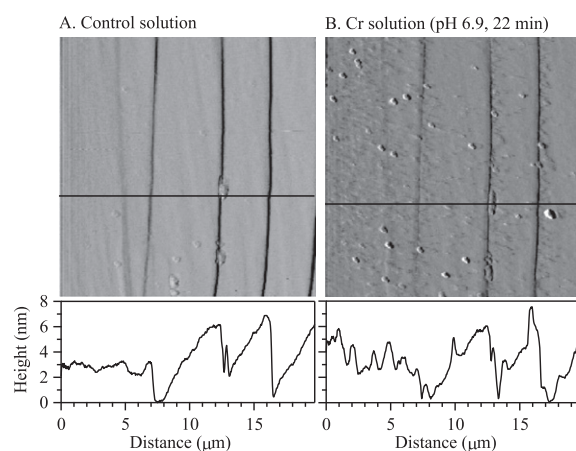 A. Control solution
B. Cr solution (pH 6.9, 22 min)
Height (nm)
8
6
4
2
0
0 5 10 15
0 5 10 15
Distance (μm)
Distance (μm)